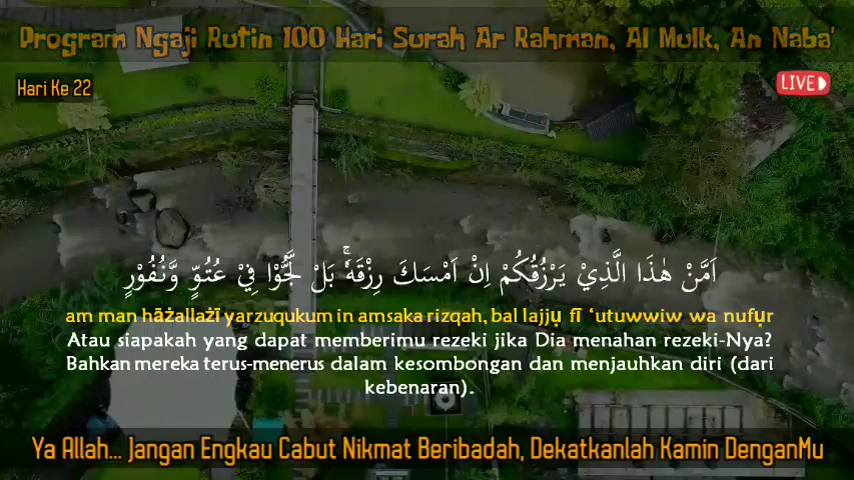 Program Ngaji Rutin 100 Hari Surah Ar Rahman, Al Mulk, An Naba'
Hari Ke 22
LIVE
اَمَّنْ هٰذَا الَّذِيْ يَرْزُقُكُمْ اِنْ اَمْسَكَ رِزْقَهٗ ۚ بَلْ لَّجُّوْا فِيْ عُتُوٍّ وَّنُفُوْرٍ
am man hāżallażī yarzuqukum in amsaka rizqah, bal lajjụ fī ‘utuwwiw wa nufụr
Atau siapakah yang dapat memberimu rezeki jika Dia menahan rezeki-Nya?
Bahkan mereka terus-menerus dalam kesombongan dan menjauhkan diri (dari
kebenaran).
Ya Allah... Jangan Engkau Cabut Nikmat Beribadah, Dekatkanlah Kamin DenganMu